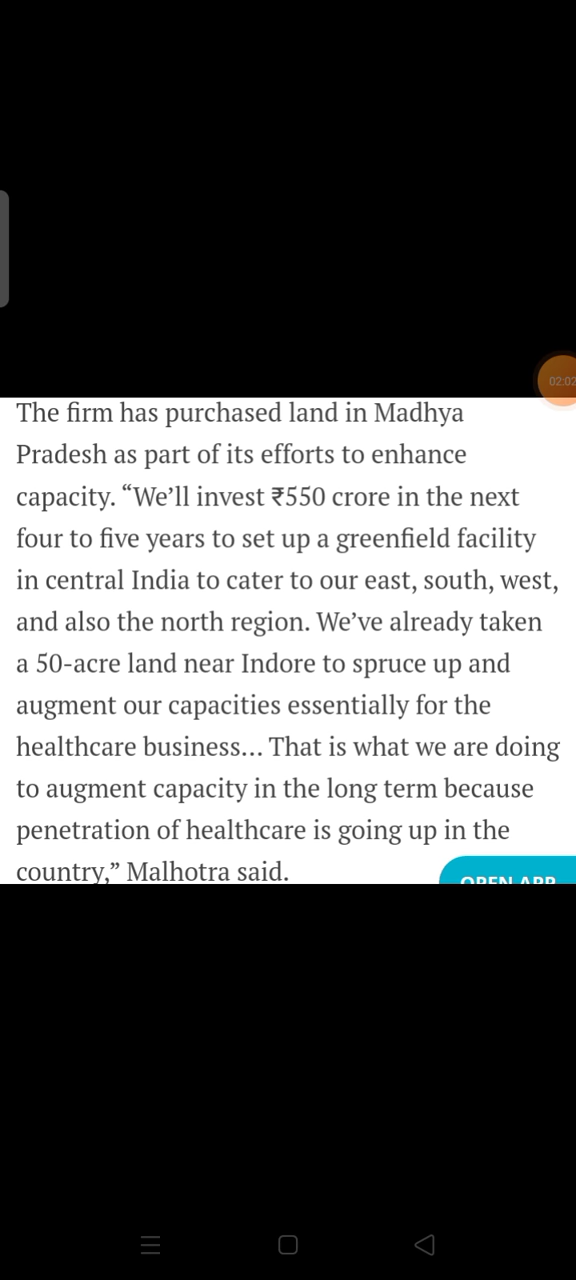 02:02
The firm has purchased land in Madhya
Pradesh as part of its efforts to enhance
capacity. “We’ll invest ₹550 crore in the next
four to five years to set up a greenfield facility
in central India to cater to our east, south, west,
and also the north region. We’ve already taken
a 50-acre land near Indore to spruce up and
augment our capacities essentially for the
healthcare business... That is what we are doing
to augment capacity in the long term because
penetration of healthcare is going up in the
country,” Malhotra said.
OPEN APP